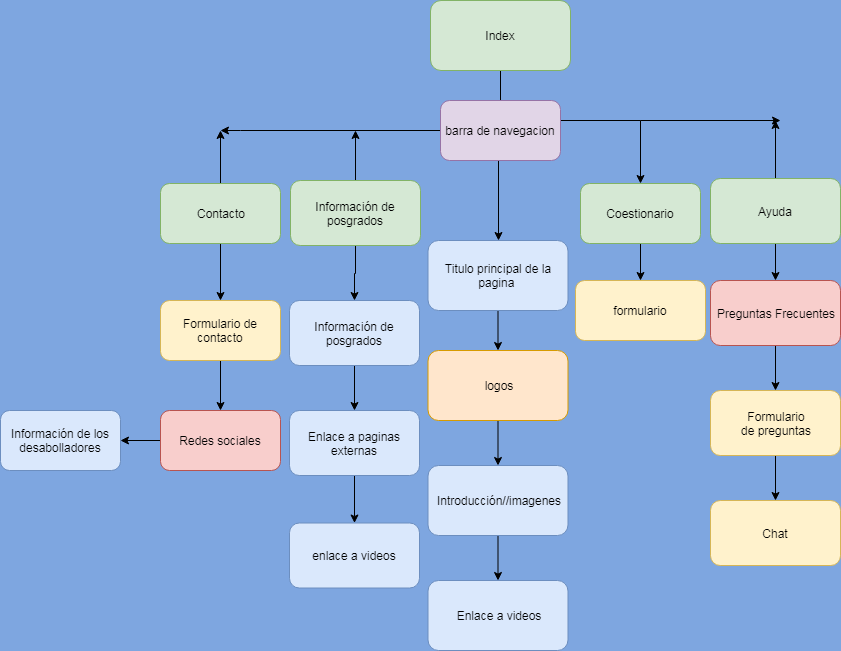 Index
barra de navegacion
Contacto
Información de
posgrados
Coestionario
Ayuda
Titulo principal de la
pagina
formulario
Preguntas Frecuentes
Formulario de
contacto
Información de
posgrados
logos
Formulario
de preguntas
Información de los
desabolladores
Redes sociales
Enlace a paginas
externas
Introducción//imagenes
Chat
enlace a videos
Enlace a videos